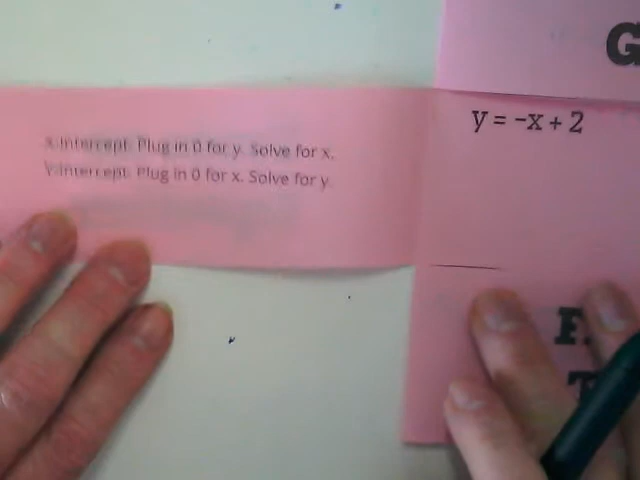 G
y = -x + 2
X-Intercept: Plug in 0 for y. Solve for x.
Y-Intercept: Plug in 0 for x. Solve for y.